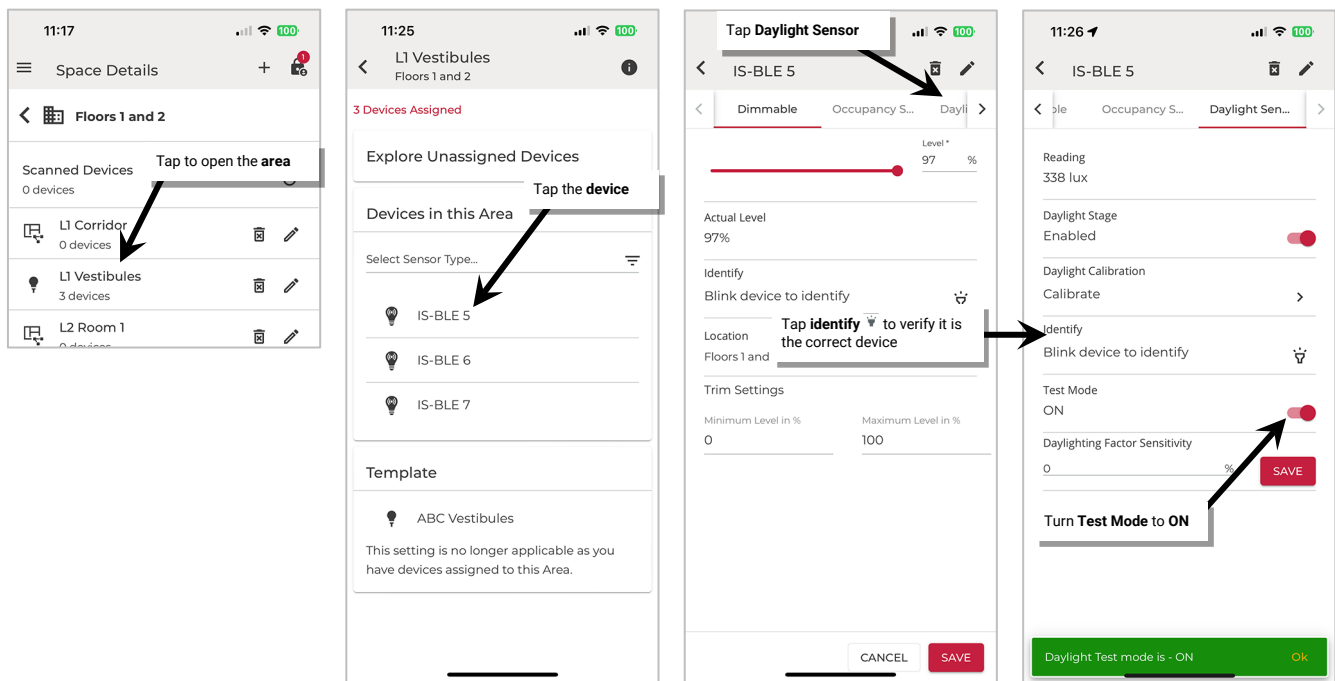 11:17
100
Space Details
1
Floors 1 and 2
Scanned Devices
0 devices
Tap to open the area
L1 Corridor
0 devices
L1 Vestibules
3 devices
L2 Room 1
0 devices
11:25
100
L1 Vestibules
Floors 1 and 2
3 Devices Assigned
Explore Unassigned Devices
Tap the device
Devices in this Area
Select Sensor Type...
IS-BLE 5
IS-BLE 6
IS-BLE 7
Template
ABC Vestibules
This setting is no longer applicable as you
have devices assigned to this Area.
Tap Daylight Sensor
100
IS-BLE 5
Dimmable
Occupancy S...
Dayli
Level *
97 %
Actual Level
97%
Identify
Blink device to identify
Location
Floors 1 and
Tap identify to verify it is
the correct device
Trim Settings
Minimum Level in %
0
Maximum Level in %
100
CANCEL
SAVE
11:26
100
IS-BLE 5
ble
Occupancy S...
Daylight Sen...
Reading
338 lux
Daylight Stage
Enabled
Daylight Calibration
Calibrate
Identify
Blink device to identify
Test Mode
ON
Daylighting Factor Sensitivity
0 %
SAVE
Turn Test Mode to ON
Daylight Test mode is - ON
Ok